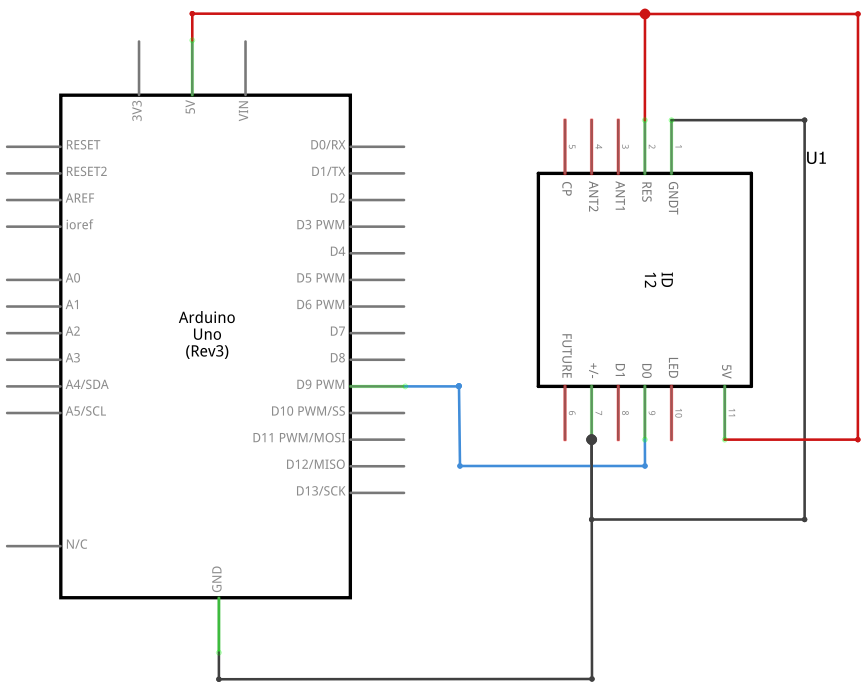 3V3
5V
VIN
RESET
RESET2
AREF
ioref
A0
A1
A2
A3
A4/SDA
A5/SCL
N/C
Arduino
Uno
(Rev3)
D0/RX
D1/TX
D2
D3 PWM
D4
D5 PWM
D6 PWM
D7
D8
D9 PWM
D10 PWM/SS
D11 PWM/MOSI
D12/MISO
D13/SCK
GND
5
4
3
2
1
CP
ANT2
ANT1
RES
GNDT
U1
ID
12
FUTURE
+/-
D1
D0
LED
5V
6
7
8
9
10
11